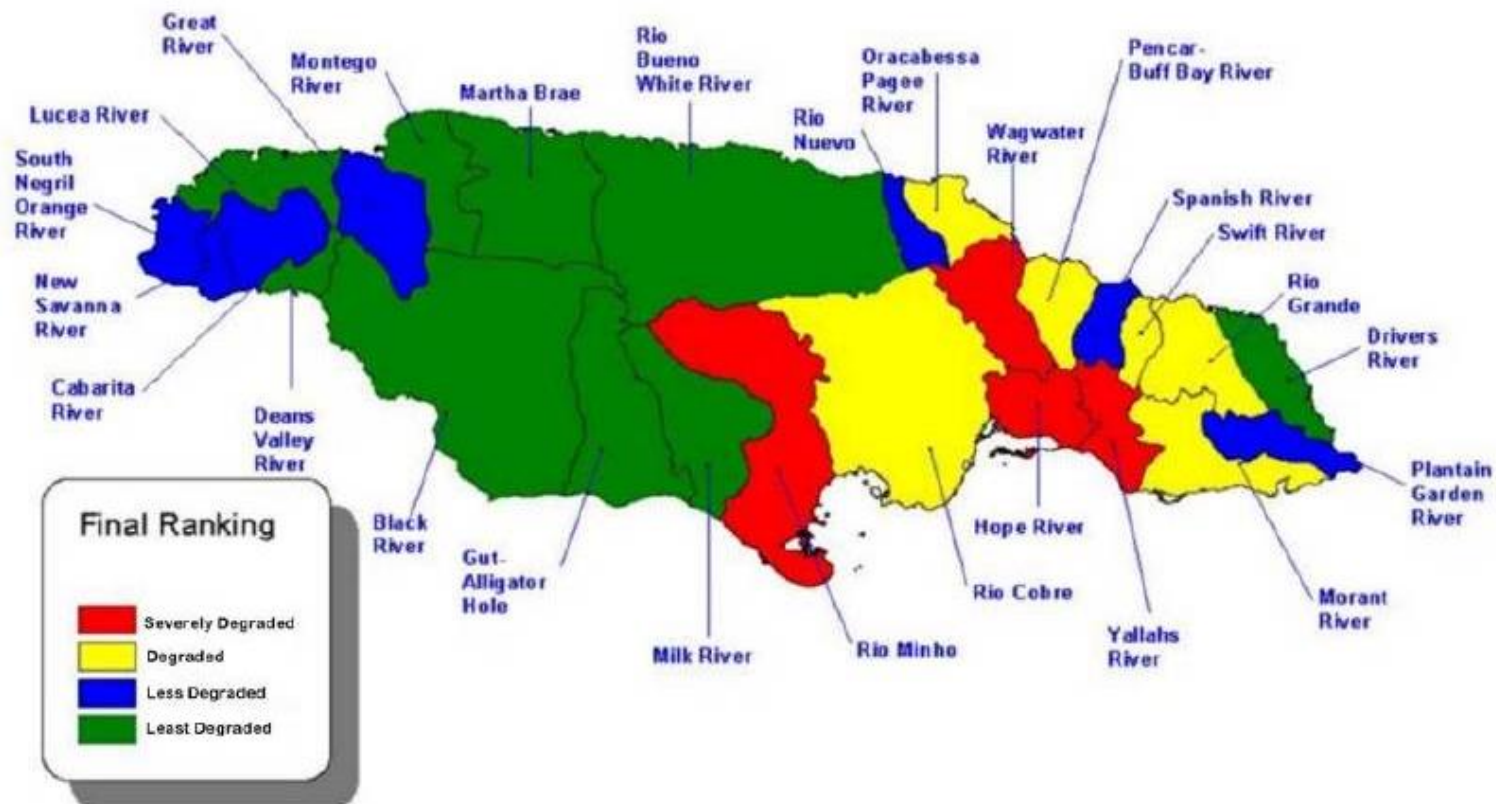 Great
River
Montego
River
Lucea River
South
Negril
Orange
River
New
Savanna
River
Cabarita
River
Deans
Valley
River
Martha Brae
Rio
Bueno
White River
Rio
Nuevo
Oracabessa
Pagee
River
Wagwater
River
Pencar-
Buff Bay River
Spanish River
Swift River
Rio
Grande
Drivers
River
Plantain
Garden
River
Morant
River
Yallahs
River
Hope River
Rio Cobre
Rio Minho
Milk River
Gut-
Alligator
Hole
Black
River
Final Ranking
Severely Degraded
Degraded
Less Degraded
Least Degraded